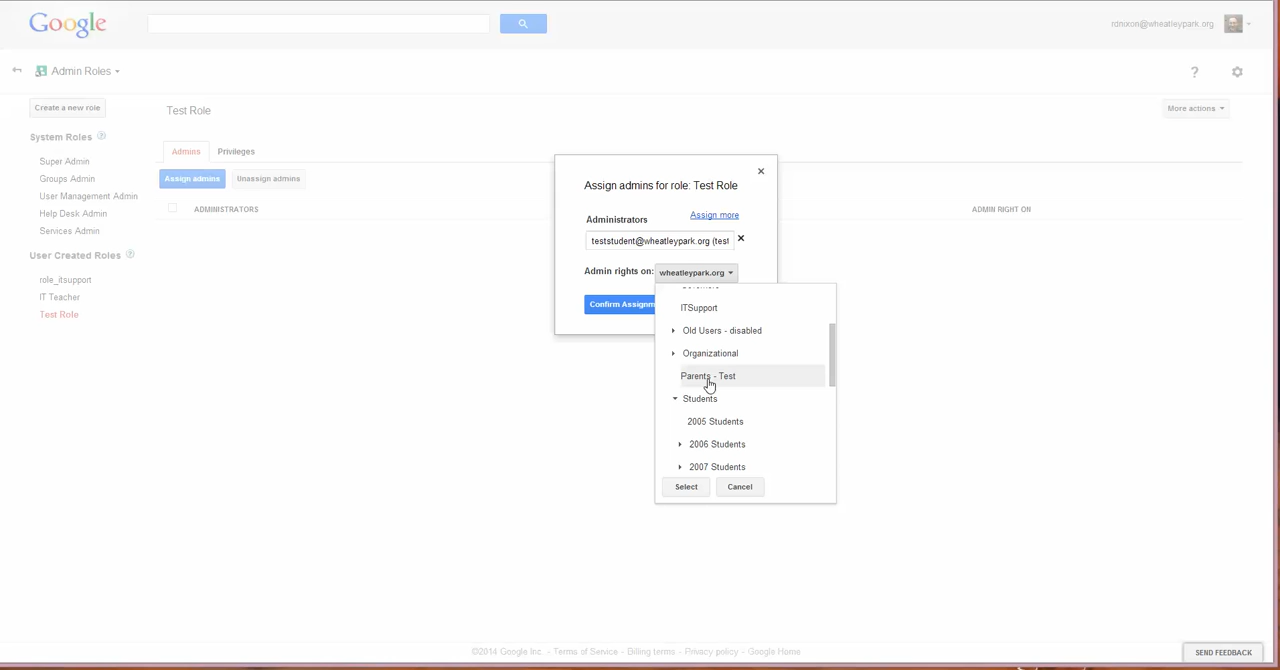 Google
rdnixon@wheatleypark.org
Admin Roles
?
Create a new role
Test Role
More actions
System Roles ?
Admins Privileges
Super Admin
Groups Admin
User Management Admin
Help Desk Admin
Services Admin
Assign admins Unassign admins
ADMINISTRATORS
ADMIN RIGHT ON
User Created Roles ?
role_itsupport
IT Teacher
Test Role
Assign admins for role: Test Role
Administrators Assign more
teststudent@wheatleypark.org (test
Admin rights on: wheatleypark.org
Confirm Assignm
ITSupport
Old Users - disabled
Organizational
Parents - Test
Students
2005 Students
2006 Students
2007 Students
Select Cancel
©2014 Google Inc. - Terms of Service - Billing terms - Privacy policy - Google Home
SEND FEEDBACK